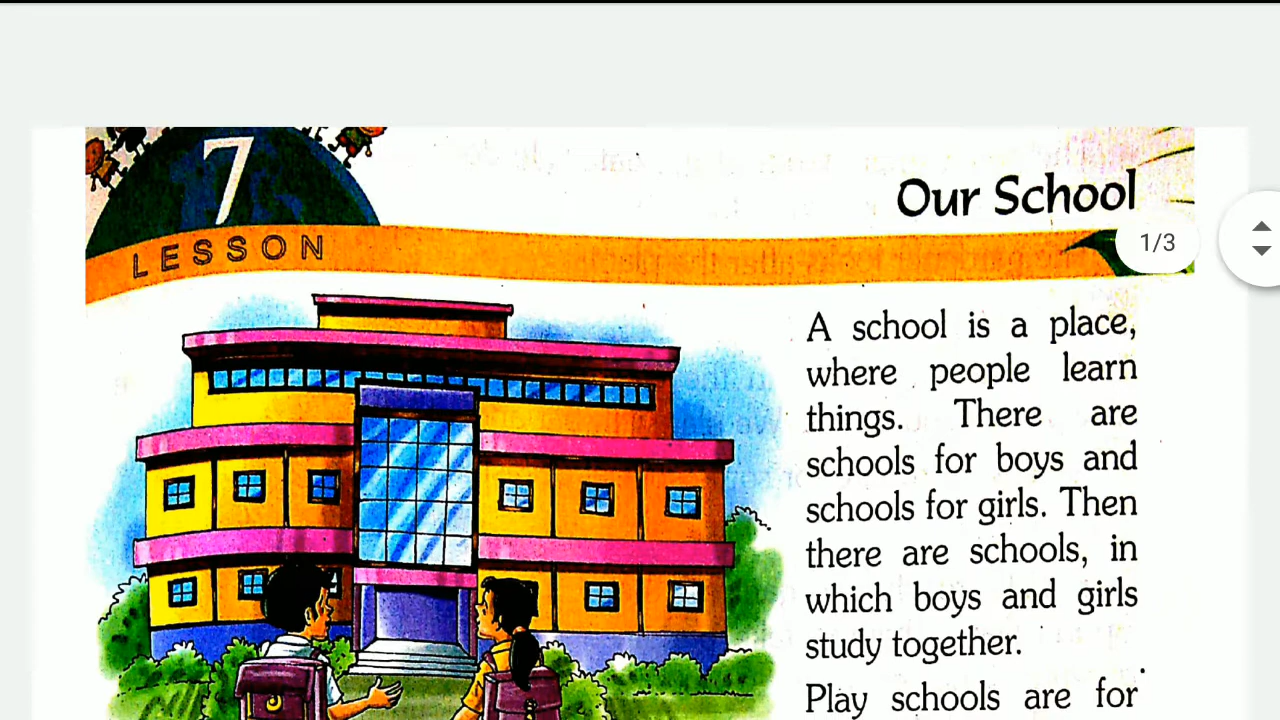 7
LESSON
Our School
1/3
A school is a place,
where people learn
things. There are
schools for boys and
schools for girls. Then
there are schools, in
which boys and girls
study together.
Play schools are for